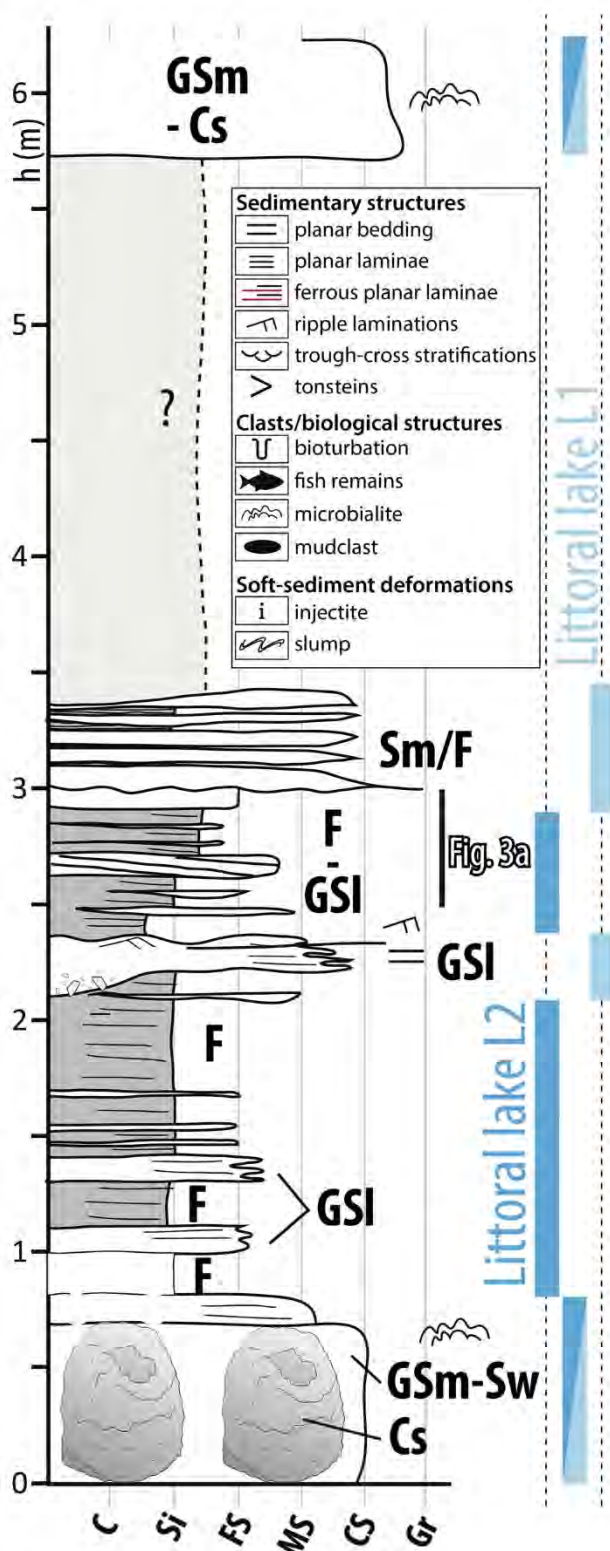 6
h (m)
GSm
- Cs
Sedimentary structures
planar bedding
planar laminae
ferrous planar laminae
ripple laminations
trough-cross stratifications
tonsteins
Clasts/biological structures
bioturbation
fish remains
microbialite
mudclast
Soft-sediment deformations
i injectite
slump
5
?
4
Littoral lake L1
Sm/F
3
F
-
GSl
Fig. 3a
GSl
2
F
Littoral lake L2
F
GSl
1
F
GSm-Sw
Cs
0
C Si FS MS CS Gr